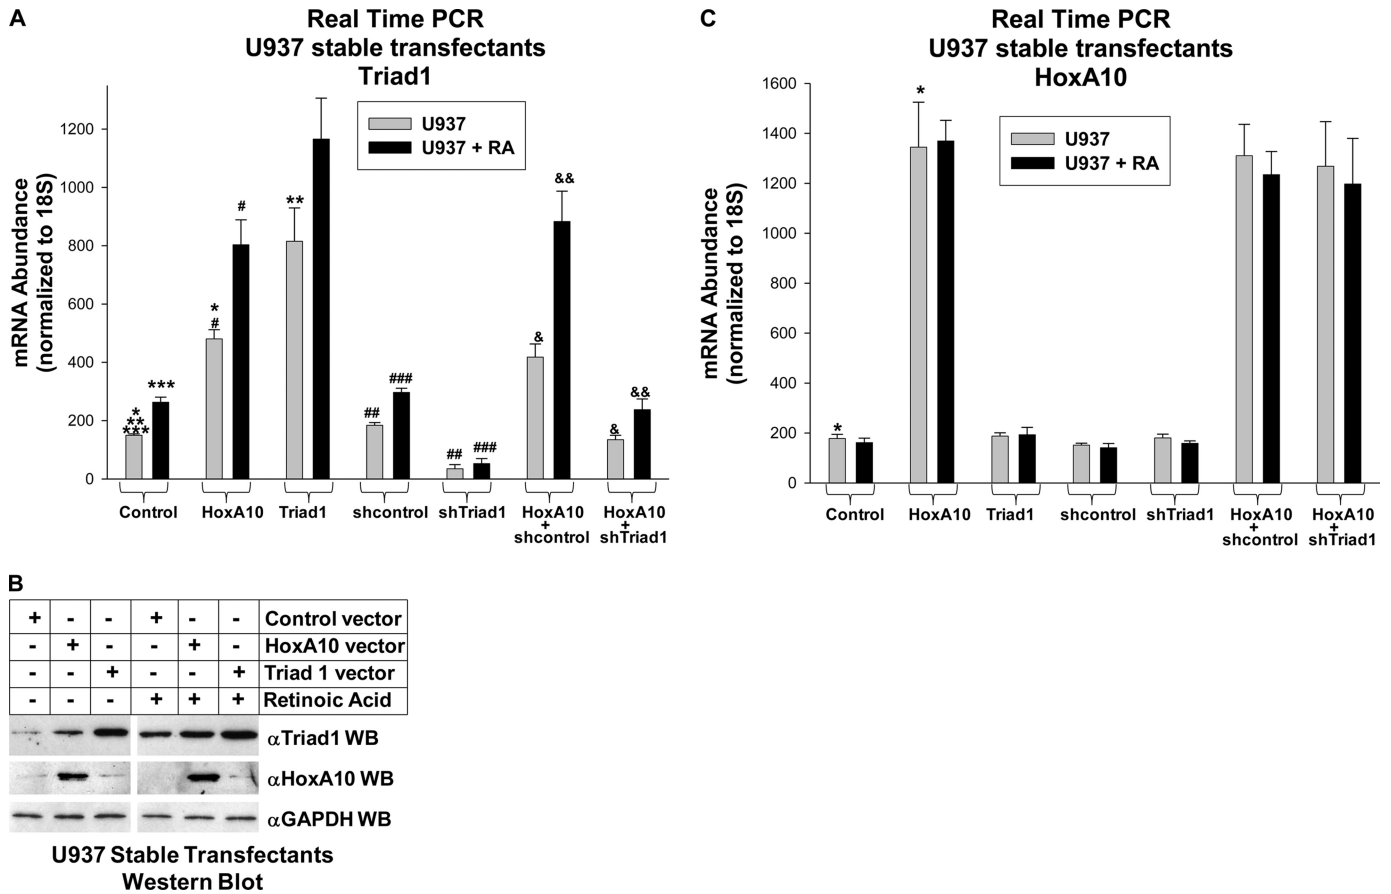 A
Real Time PCR
U937 stable transfectants
Triad1
mRNA Abundance
(normalized to 18S)
1200
1000
800
600
400
200
0
U937
U937 + RA
*
**
***
***
*
#
#
**
##
###
##
###
&
&&
&
&&
Control
HoxA10
Triad1
shcontrol
shTriad1
HoxA10
+
shcontrol
HoxA10
+
shTriad1
C
Real Time PCR
U937 stable transfectants
HoxA10
mRNA Abundance
(normalized to 18S)
1600
1400
1200
1000
800
600
400
200
0
U937
U937 + RA
*
*
Control
HoxA10
Triad1
shcontrol
shTriad1
HoxA10
+
shcontrol
HoxA10
+
shTriad1
B
+ - - + - - Control vector
- + - - + - HoxA10 vector
- - + - - + Triad 1 vector
- - - + + + Retinoic Acid
αTriad1 WB
αHoxA10 WB
αGAPDH WB
U937 Stable Transfectants
Western Blot